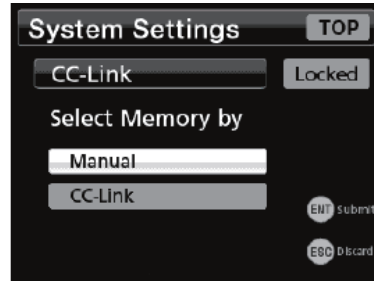 System Settings TOP
CC-Link Locked
Select Memory by
Manual
CC-Link
ENT Submit
ESC Discard